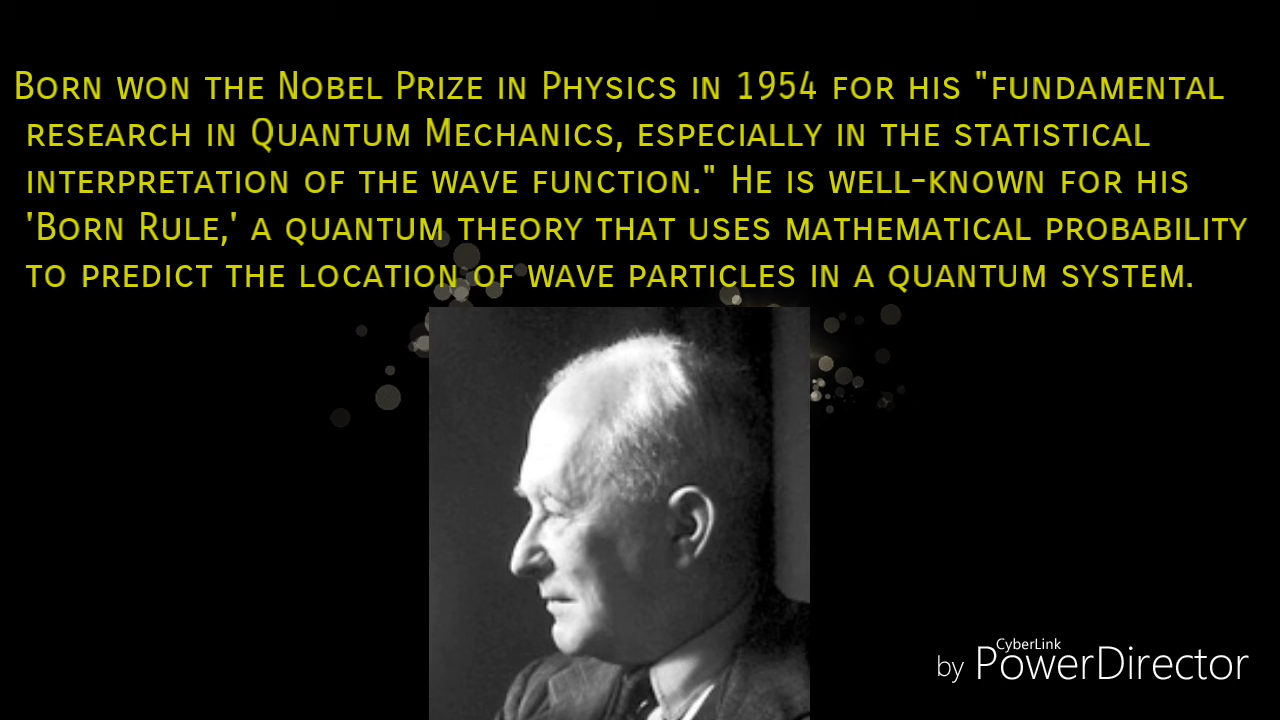 Born won the Nobel Prize in Physics in 1954 for his "fundamental
research in Quantum Mechanics, especially in the statistical
interpretation of the wave function." He is well-known for his
'Born Rule,' a quantum theory that uses mathematical probability
to predict the location of wave particles in a quantum system.
CyberLink
by PowerDirector